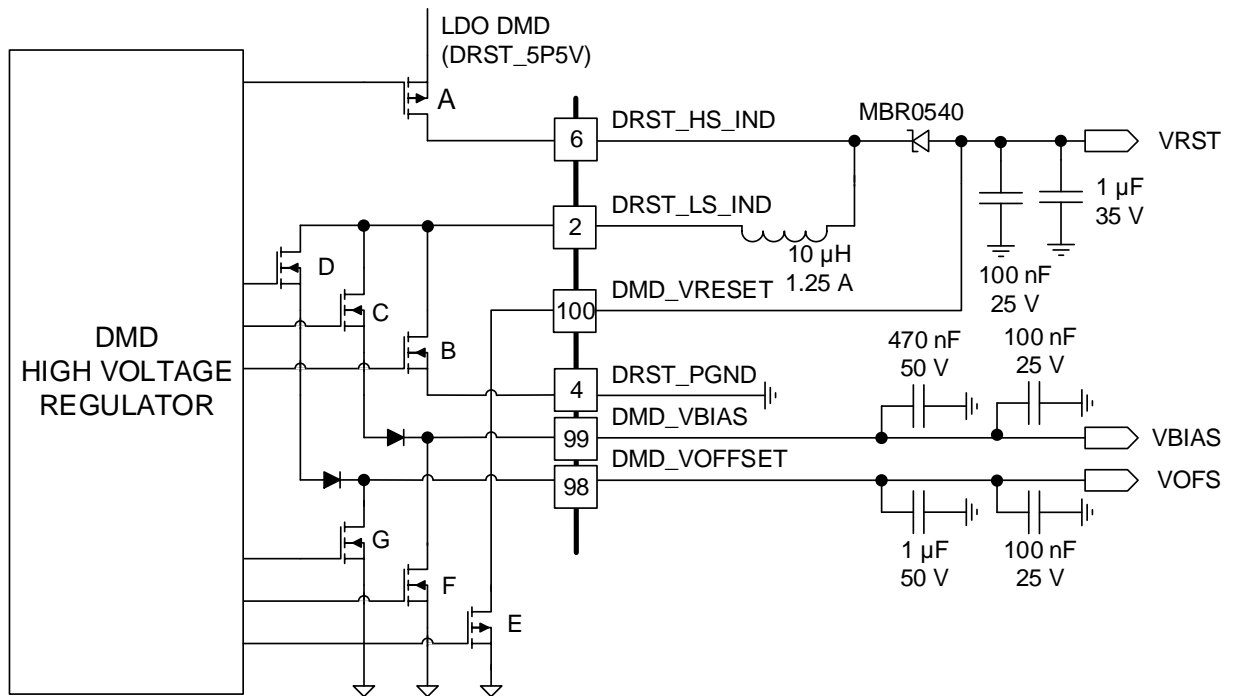 LDO DMD
(DRST_5P5V)
A
DRST_HS_IND
6
MBR0540
VRST
1 µF
35 V
DRST_LS_IND
2
10 µH
1.25 A
100 nF
25 V
D
C
B
DMD_VRESET
100
DMD
HIGH VOLTAGE
REGULATOR
470 nF
50 V
100 nF
25 V
DRST_PGND
4
DMD_VBIAS
99
VBIAS
DMD_VOFFSET
98
VOFS
G
F
E
1 µF
50 V
100 nF
25 V